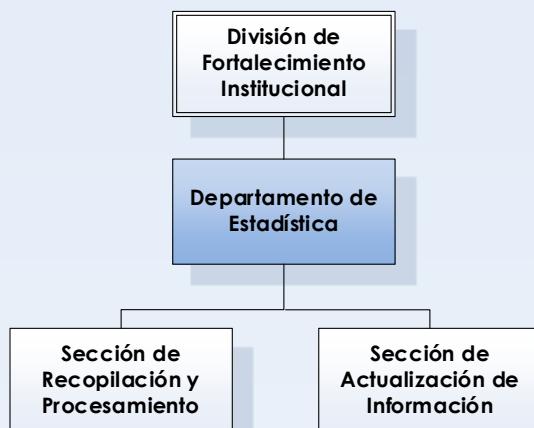 División de
Fortalecimiento
Institucional
Departamento de
Estadística
Sección de
Recopilación y
Procesamiento
Sección de
Actualización de
Información